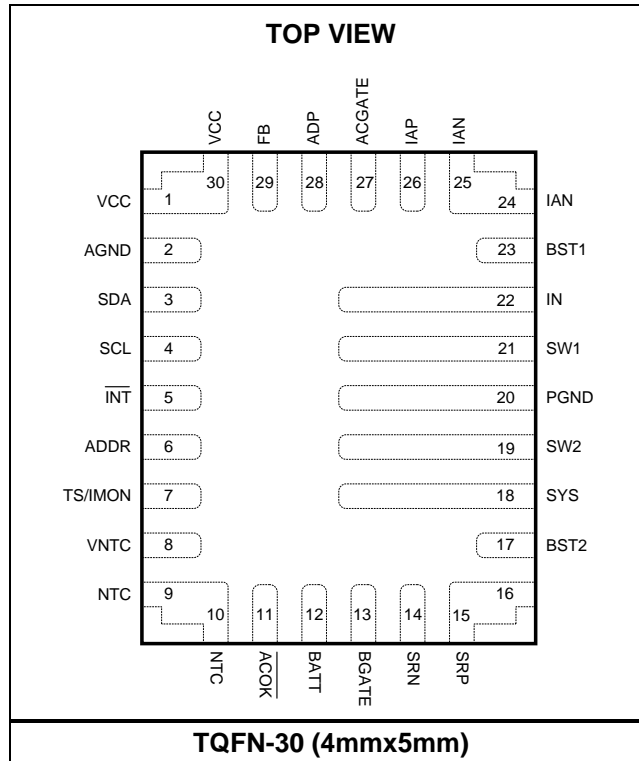 TOP VIEW
VCC FB ADP ACGATE IAP IAN
30 29 28 27 26 25
VCC 1 24 IAN
AGND 2 23 BST1
SDA 3 22 IN
SCL 4 21 SW1
INT 5 20 PGND
ADDR 6 19 SW2
TS/IMON 7 18 SYS
VNTC 8 17 BST2
NTC 9 16
10 11 12 13 14 15
NTC ACOK BATT BGATE SRN SRP
TQFN-30 (4mmx5mm)